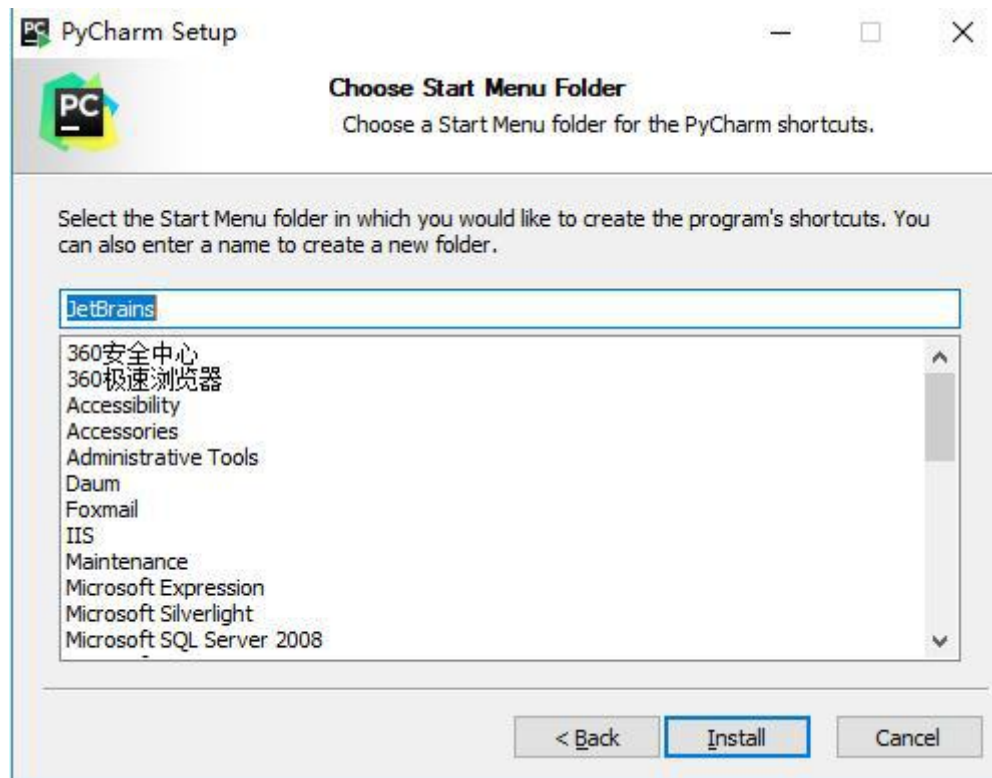 PyCharm Setup
PC
Choose Start Menu Folder
Choose a Start Menu folder for the PyCharm shortcuts.
Select the Start Menu folder in which you would like to create the program's shortcuts. You
can also enter a name to create a new folder.
JetBrains
360安全中心
360极速浏览器
Accessibility
Accessories
Administrative Tools
Daum
Foxmail
IIS
Maintenance
Microsoft Expression
Microsoft Silverlight
Microsoft SQL Server 2008
< Back
Install
Cancel